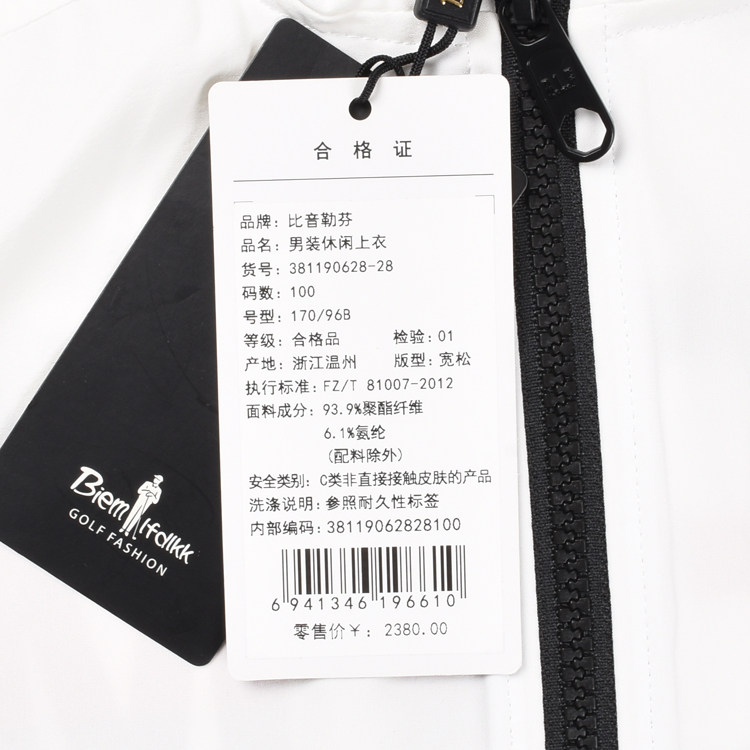 合格证
品牌: 比音勒芬
品名: 男装休闲上衣
货号: 381190628-28
码数: 100
号型: 170/96B
等级: 合格品 检验: 01
产地: 浙江温州 版型: 宽松
执行标准: FZ/T 81007-2012
面料成分: 93.9%聚酯纤维
6.1%氨纶
(配料除外)
安全类别: C类非直接接触皮肤的产品
洗涤说明: 参照耐久性标签
内部编码: 38119062828100
6 941346 196610
零售价¥: 2380.00
Biemlfdlkk
GOLF FASHION